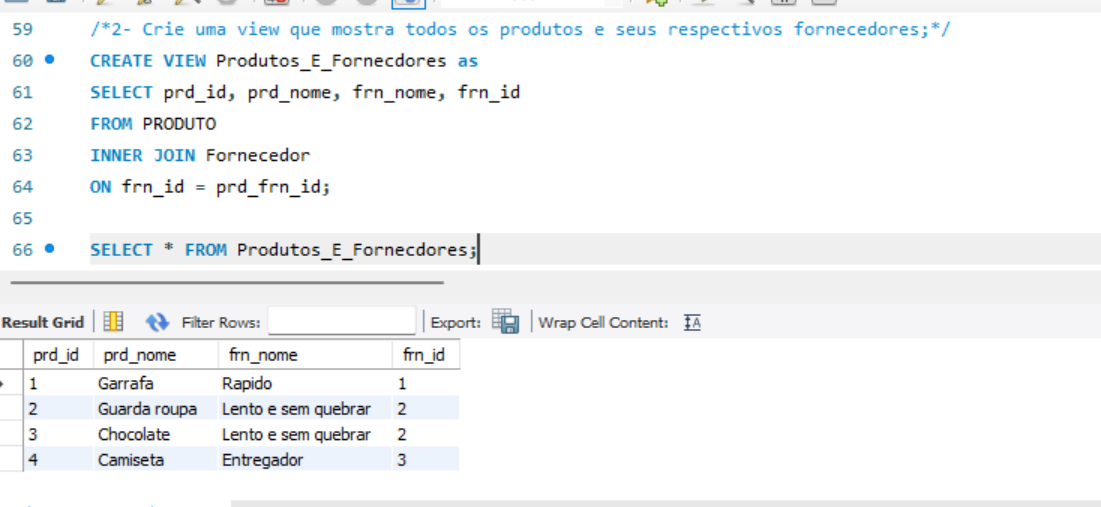 59 /*2- Crie uma view que mostra todos os produtos e seus respectivos fornecedores;*/
60 CREATE VIEW Produtos_E_Fornecdores as
61 SELECT prd_id, prd_nome, frn_nome, frn_id
62 FROM PRODUTO
63 INNER JOIN Fornecedor
64 ON frn_id = prd_frn_id;
65
66 SELECT * FROM Produtos_E_Fornecdores;
Result Grid Filter Rows: Export: Wrap Cell Content: IA
prd_id prd_nome frn_nome frn_id
1 Garrafa Rapido 1
2 Guarda roupa Lento e sem quebrar 2
3 Chocolate Lento e sem quebrar 2
4 Camiseta Entregador 3